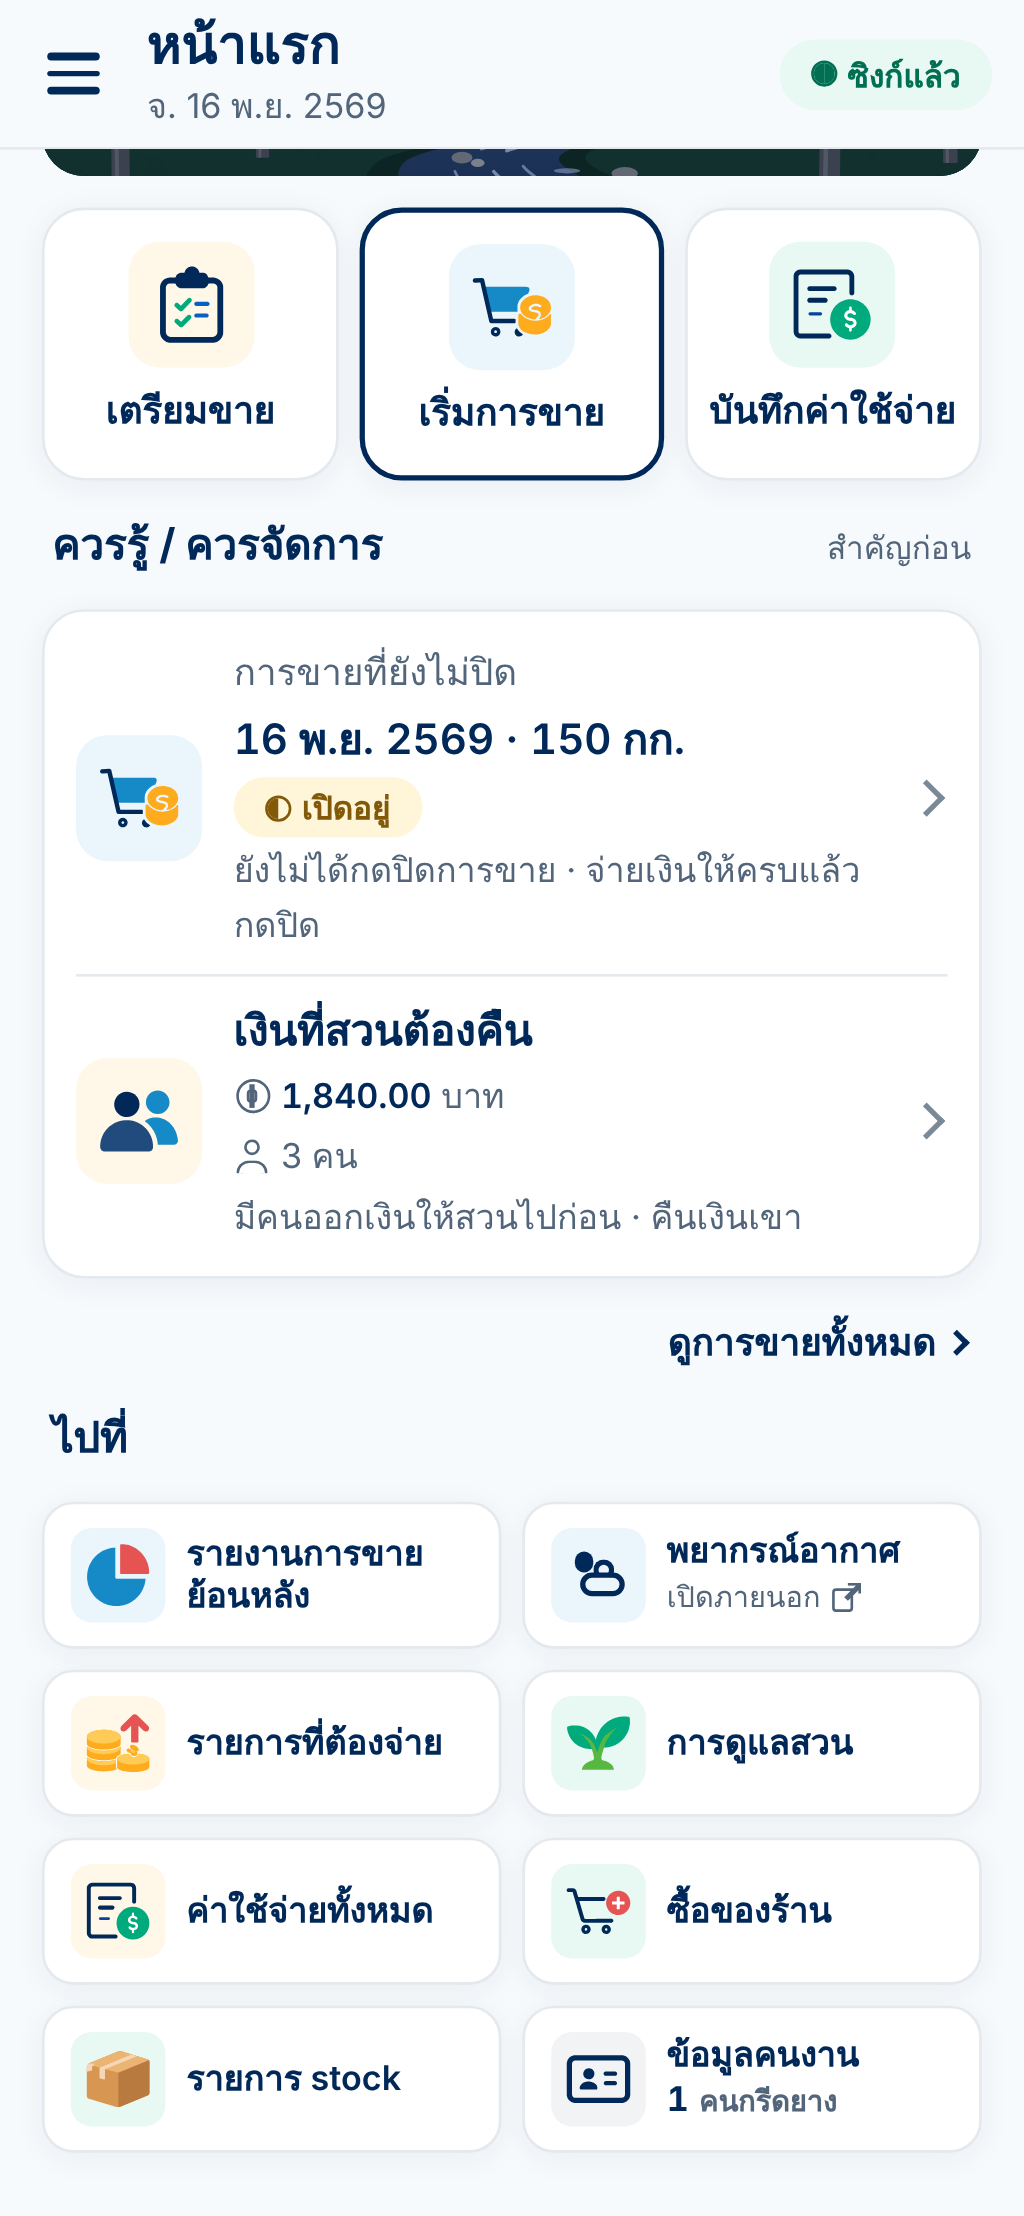 หน้าแรก
จ. 16 พ.ย. 2569
ซิงก์แล้ว
เตรียมขาย
เริ่มการขาย
บันทึกค่าใช้จ่าย
ควรรู้ / ควรจัดการ
สำคัญก่อน
การขายที่ยังไม่ปิด
16 พ.ย. 2569 · 150 กก.
เปิดอยู่
ยังไม่ได้กดปิดการขาย · จ่ายเงินให้ครบแล้ว
กดปิด
เงินที่สวนต้องคืน
1,840.00 บาท
3 คน
มีคนออกเงินให้สวนไปก่อน · คืนเงินเขา
ดูการขายทั้งหมด
ไปที่
รายงานการขาย
ย้อนหลัง
พยากรณ์อากาศ
เปิดภายนอก
รายการที่ต้องจ่าย
การดูแลสวน
ค่าใช้จ่ายทั้งหมด
ซื้อของร้าน
รายการ stock
ข้อมูลคนงาน
1 คนกรีดยาง